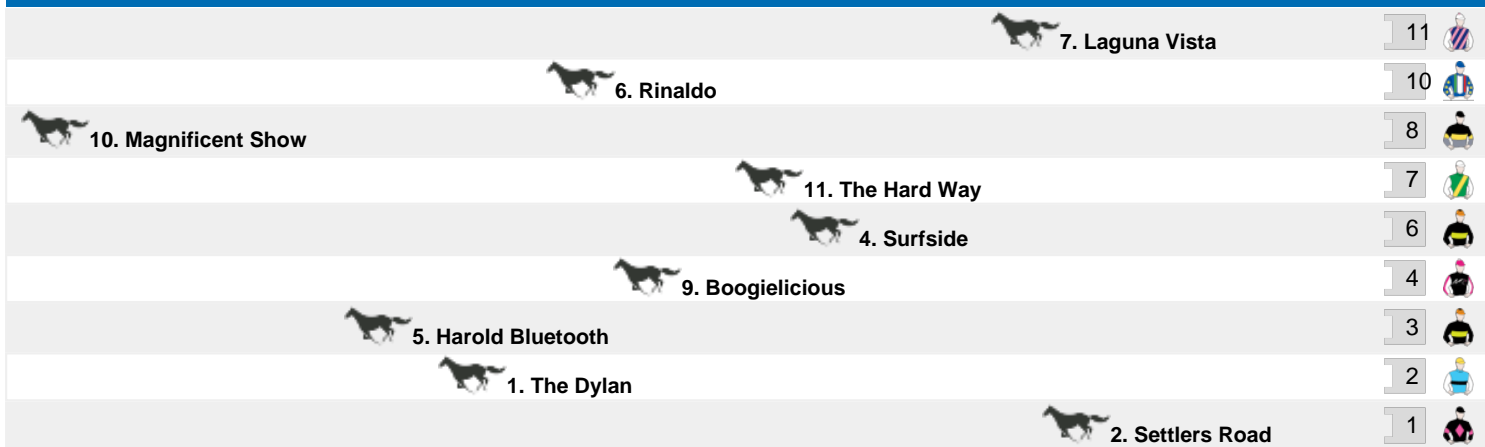 7. Laguna Vista 11
6. Rinaldo 10
10. Magnificent Show 8
11. The Hard Way 7
4. Surfside 6
9. Boogielicious 4
5. Harold Bluetooth 3
1. The Dylan 2
2. Settlers Road 1